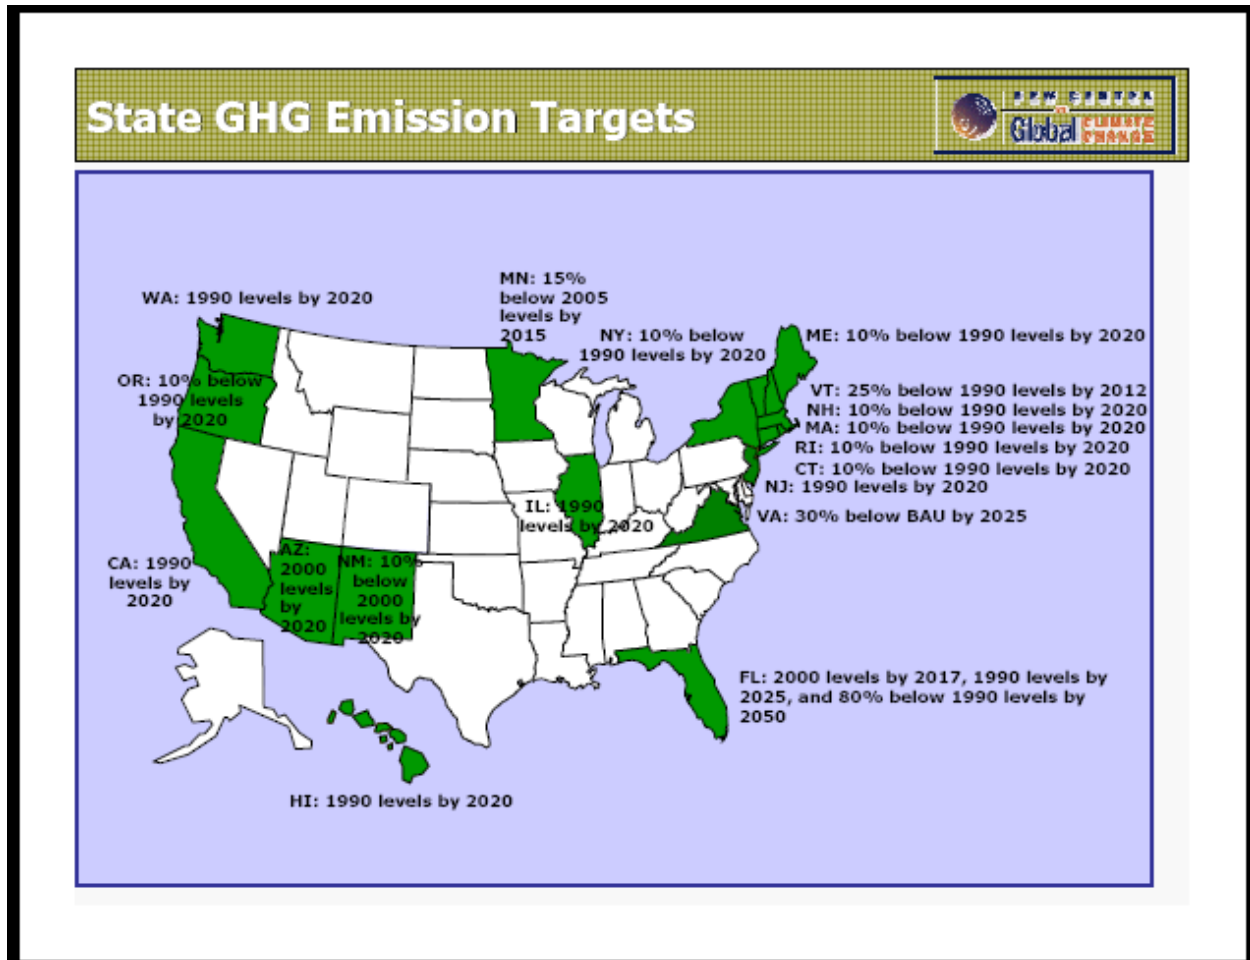 State GHG Emission Targets
PEW CENTER
on
Global CLIMATE
CHANGE
WA: 1990 levels by 2020
MN: 15%
below 2005
levels by
2015
NY: 10% below
1990 levels by 2020
ME: 10% below 1990 levels by 2020
OR: 10% below
1990 levels
by 2020
VT: 25% below 1990 levels by 2012
NH: 10% below 1990 levels by 2020
MA: 10% below 1990 levels by 2020
RI: 10% below 1990 levels by 2020
CT: 10% below 1990 levels by 2020
NJ: 1990 levels by 2020
VA: 30% below BAU by 2025
IL: 1990
levels by 2020
CA: 1990
levels by
2020
AZ:
2000
levels
by
2020
NM: 10%
below
2000
levels by
2020
FL: 2000 levels by 2017, 1990 levels by
2025, and 80% below 1990 levels by
2050
HI: 1990 levels by 2020